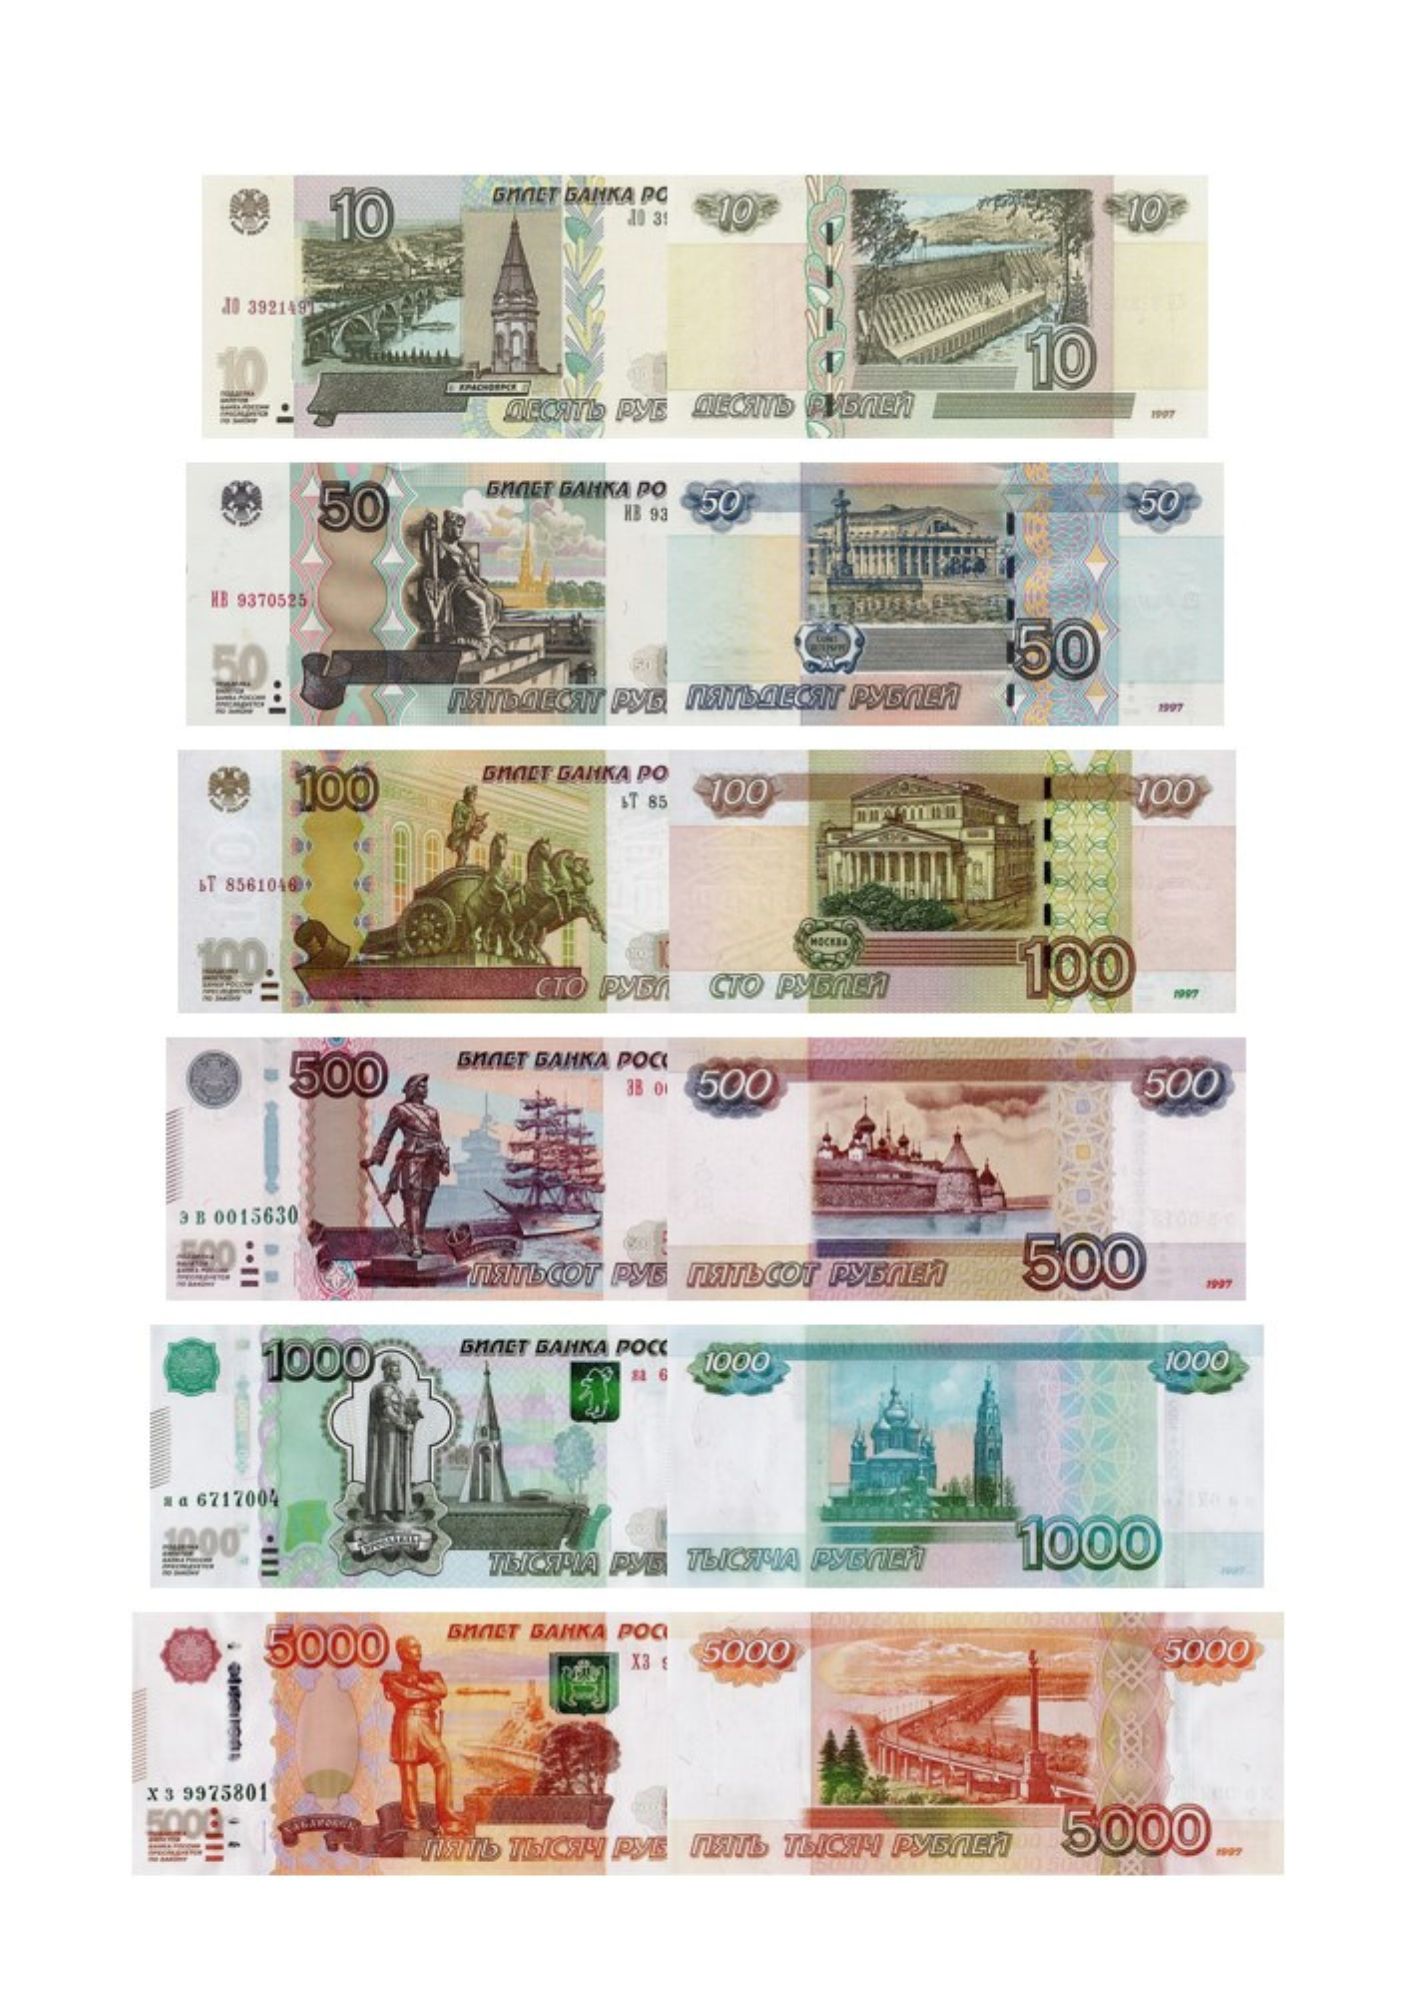 10
БИЛЕТ БАНКА РО
10
10
ЛО 39
ЛО 3921491
10
10
ПОДДЕЛКА
БИЛЕТОВ
БАНКА РОССИИ
ПРЕСЛЕДУЕТСЯ
ПО ЗАКОНУ
КРАСНОЯРСК
ДЕСЯТЬ РУБ
ДЕСЯТЬ РУБЛЕЙ
1997
50
БИЛЕТ БАНКА РО
50
50
ИВ 93
ИВ 9370525
50
50
САНКТ
ПЕТЕРБУРГ
50
ПОДДЕЛКА
БИЛЕТОВ
БАНКА РОССИИ
ПРЕСЛЕДУЕТСЯ
ПО ЗАКОНУ
ПЯТЬДЕСЯТ РУБ
ПЯТЬДЕСЯТ РУБЛЕЙ
1997
100
БИЛЕТ БАНКА РО
100
100
ьТ 85
ьТ 8561046
100
МОСКВА
100
ПОДДЕЛКА
БИЛЕТОВ
БАНКА РОССИИ
ПРЕСЛЕДУЕТСЯ
ПО ЗАКОНУ
СТО РУБЛ
СТО РУБЛЕЙ
1997
500
БИЛЕТ БАНКА РОСС
500
500
ЭВ 00
ЭВ 0015630
500
500
ПОДДЕЛКА
БИЛЕТОВ
БАНКА РОССИИ
ПРЕСЛЕДУЕТСЯ
ПО ЗАКОНУ
ПЯТЬСОТ РУБ
ПЯТЬСОТ РУБЛЕЙ
1997
1000
БИЛЕТ БАНКА РОСС
1000
1000
яа 6
яа 6717004
1000
1000
ПОДДЕЛКА
БИЛЕТОВ
БАНКА РОССИИ
ПРЕСЛЕДУЕТСЯ
ПО ЗАКОНУ
ЯРОСЛАВЛЬ
ТЫСЯЧА РУБ
ТЫСЯЧА РУБЛЕЙ
1997
5000
БИЛЕТ БАНКА РОСС
5000
5000
ХЗ 9
ХЗ 9975801
5000
БИЛЕТОВ
БАНКА РОССИИ
ПРЕСЛЕДУЕТСЯ
ПО ЗАКОНУ
ХАБАРОВСК
5000
ПЯТЬ ТЫСЯЧ РУБ
ПЯТЬ ТЫСЯЧ РУБЛЕЙ
1997